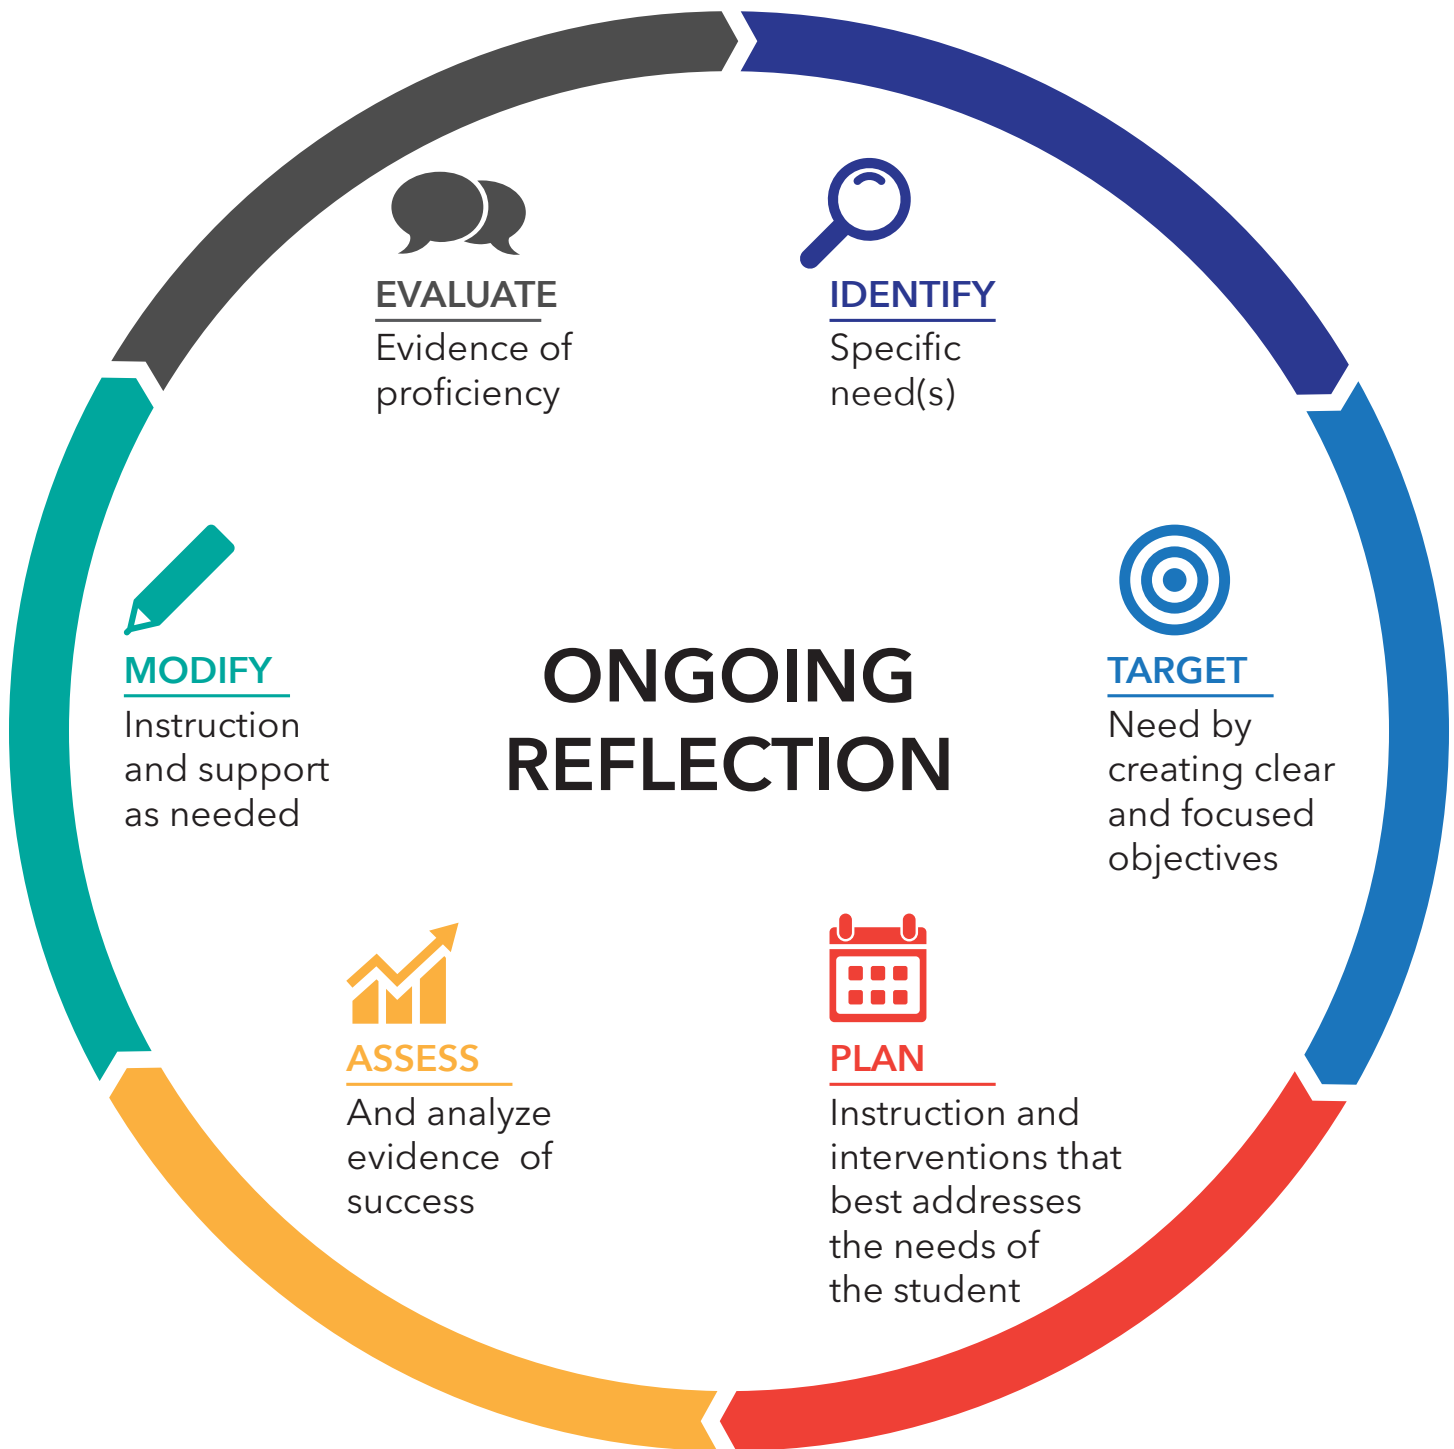 EVALUATE
Evidence of
proficiency
IDENTIFY
Specific
need(s)
MODIFY
Instruction
and support
as needed
ONGOING
REFLECTION
TARGET
Need by
creating clear
and focused
objectives
ASSESS
And analyze
evidence of
success
PLAN
Instruction and
interventions that
best addresses
the needs of
the student